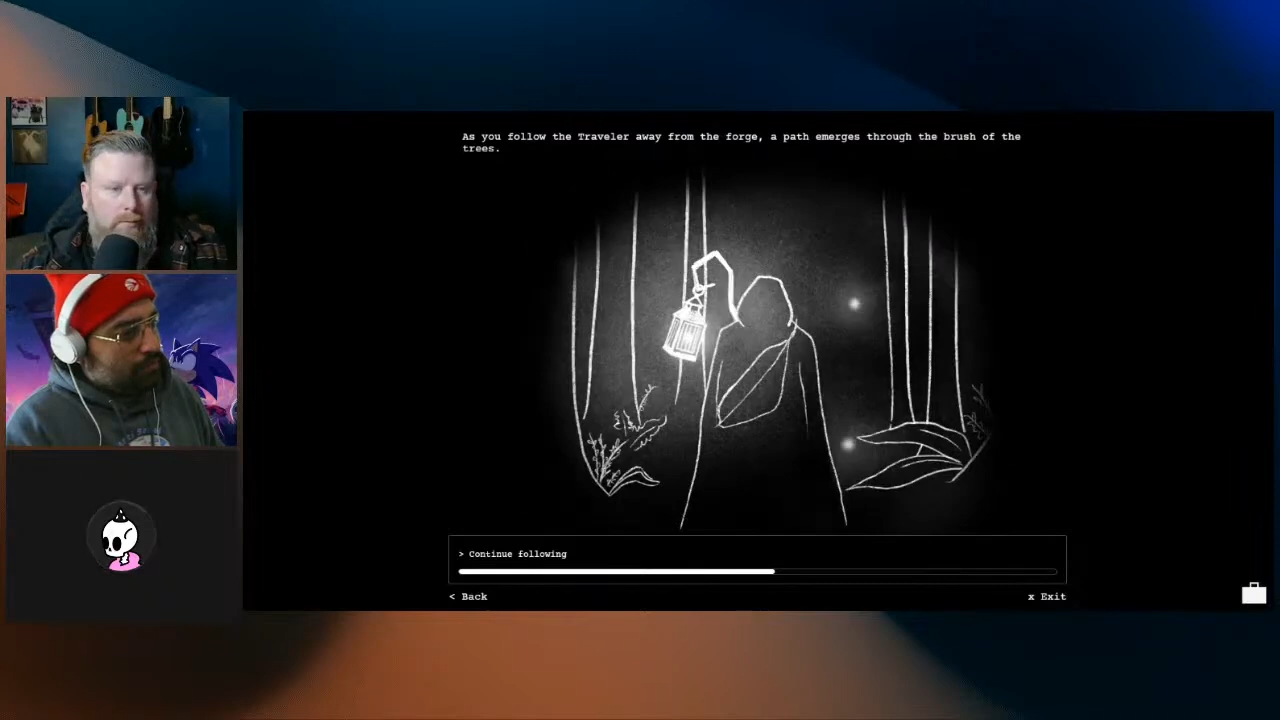 As you follow the Traveler away from the forge, a path emerges through the brush of the
trees.
> Continue following
< Back
x Exit